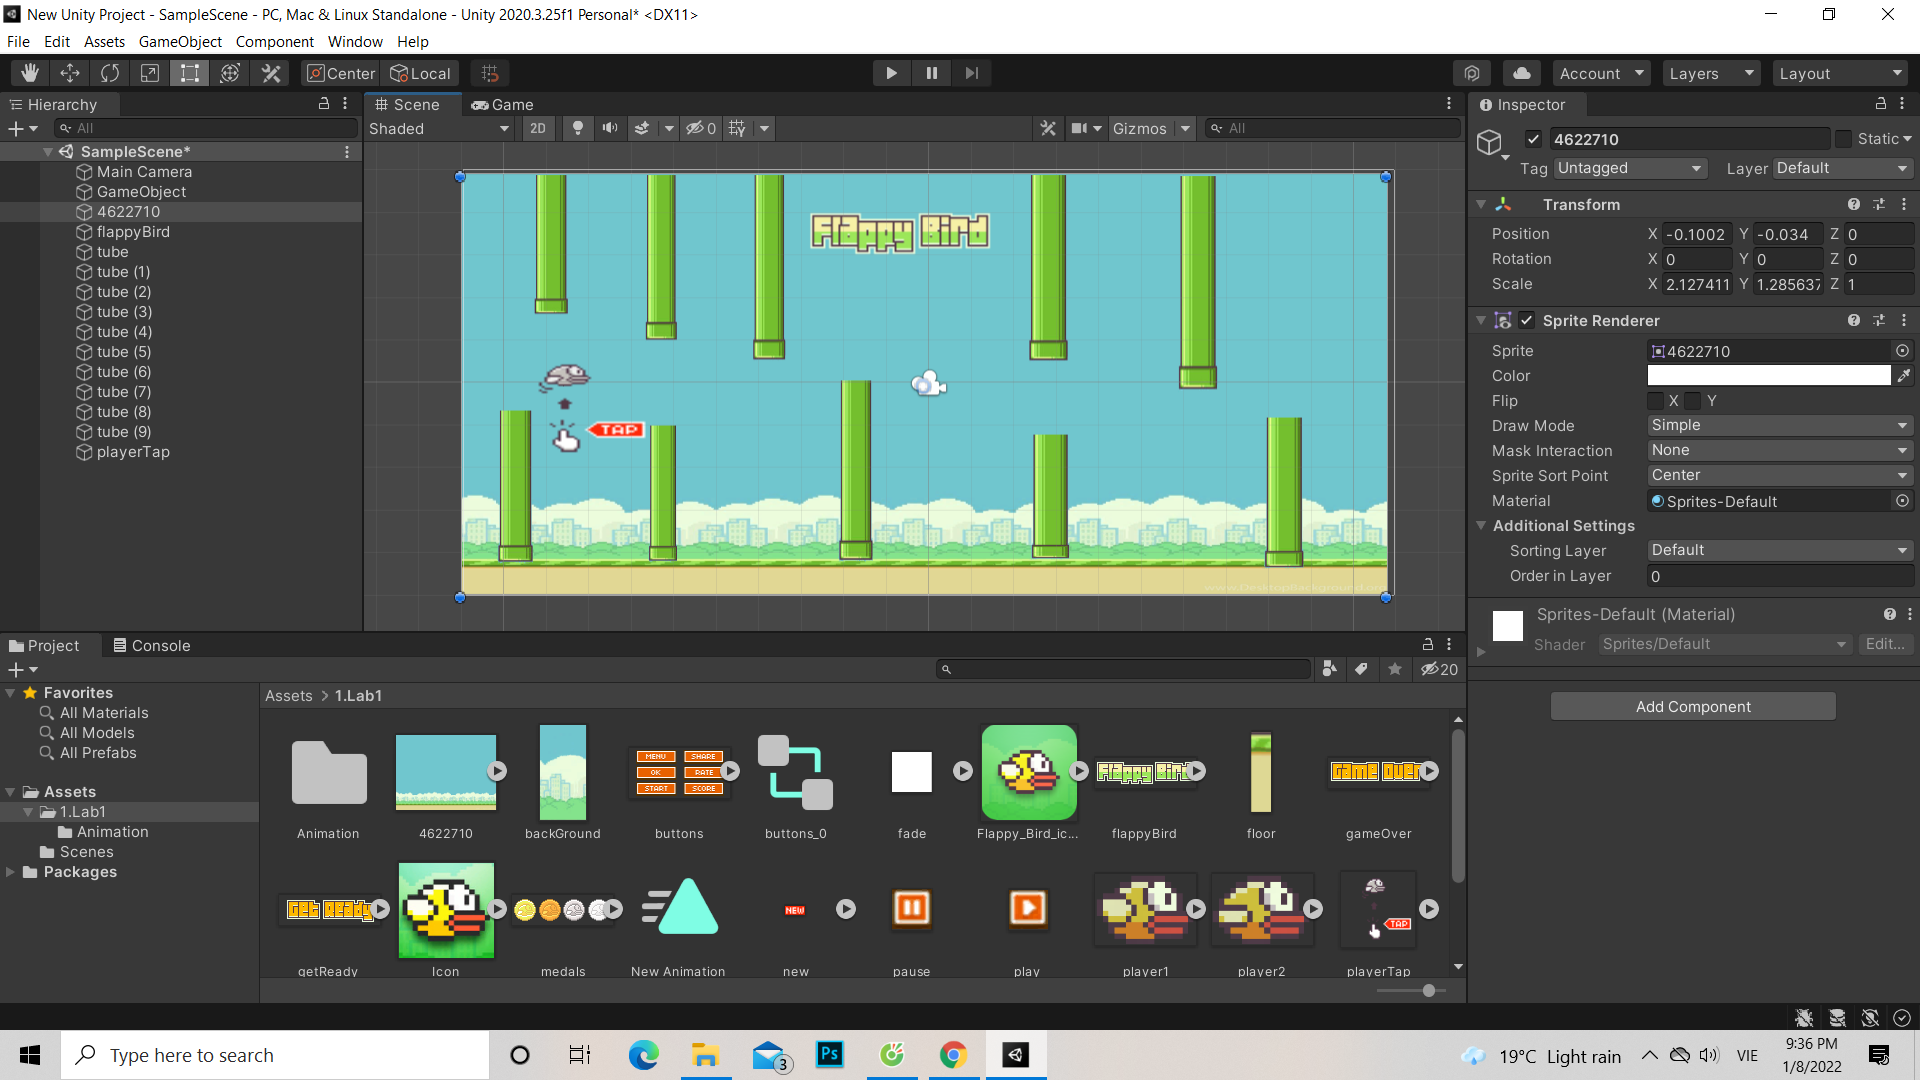 New Unity Project - SampleScene - PC, Mac & Linux Standalone - Unity 2020.3.25f1 Personal* <DX11>
File Edit Assets GameObject Component Window Help
Center Local Account Layers Layout
Hierarchy
All
SampleScene*
Main Camera
GameObject
4622710
flappyBird
tube
tube (1)
tube (2)
tube (3)
tube (4)
tube (5)
tube (6)
tube (7)
tube (8)
tube (9)
playerTap
Scene Game
Shaded 2D 0 Gizmos All
Flappy Bird
TAP
Inspector
4622710 Static
Tag Untagged Layer Default
Transform
Position X -0.1002 Y -0.034 Z 0
Rotation X 0 Y 0 Z 0
Scale X 2.127411 Y 1.285637 Z 1
Sprite Renderer
Sprite 4622710
Color
Flip X Y
Draw Mode Simple
Mask Interaction None
Sprite Sort Point Center
Material Sprites-Default
Additional Settings
Sorting Layer Default
Order in Layer 0
Sprites-Default (Material)
Shader Sprites/Default Edit...
Add Component
Project Console
20
Favorites
All Materials
All Models
All Prefabs
Assets
1.Lab1
Animation
Scenes
Packages
Assets > 1.Lab1
MENU SHARE
OK RATE
START SCORE
Flappy Bird
Game Over
Animation 4622710 backGround buttons buttons_0 fade Flappy_Bird_ic... flappyBird floor gameOver
Get Ready
NEW
TAP
getReady Icon medals New Animation new pause play player1 player2 playerTap
Type here to search
3
Ps
19°C Light rain
VIE
9:36 PM
1/8/2022